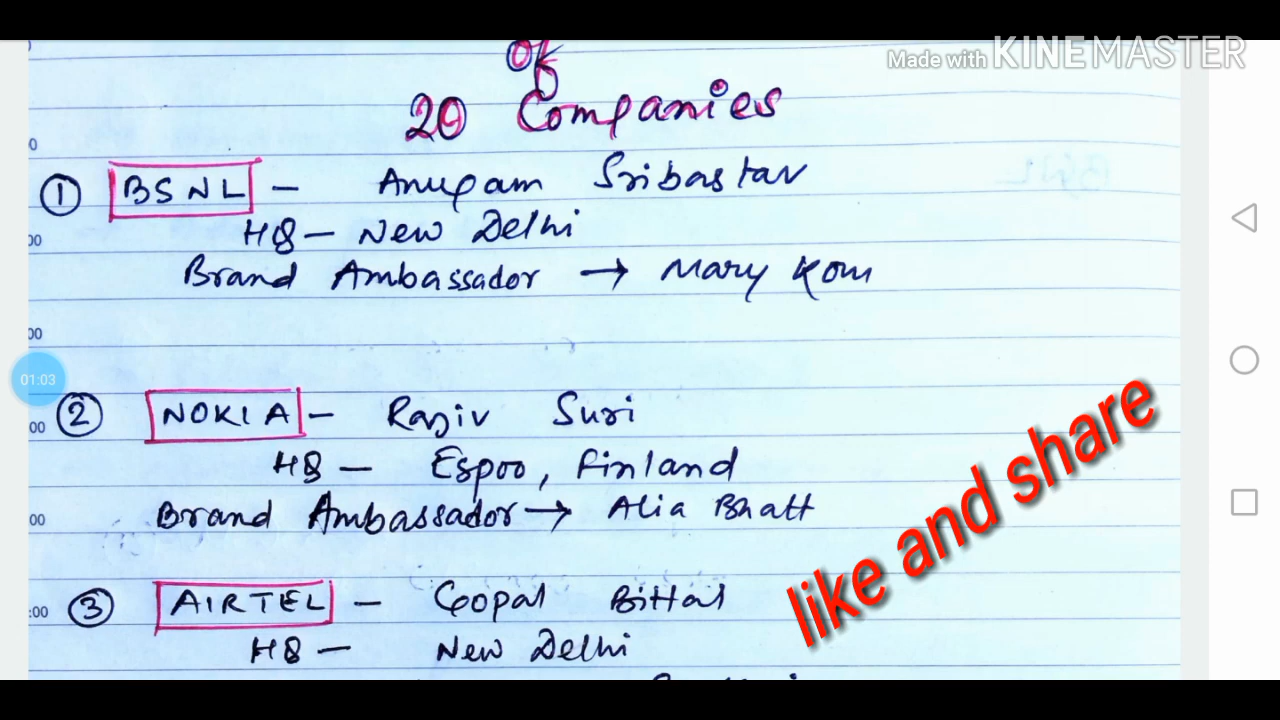 Made with KINEMASTER
of
20 Companies
① BSNL - Anupam Sribastav
HQ - New Delhi
Brand Ambassador → Mary Kom
01:03
② NOKIA - Rajiv Suri
HQ - Espoo, Finland
Brand Ambassador → Alia Bhatt
like and share
③ AIRTEL - Gopal Bittal
HQ - New Delhi